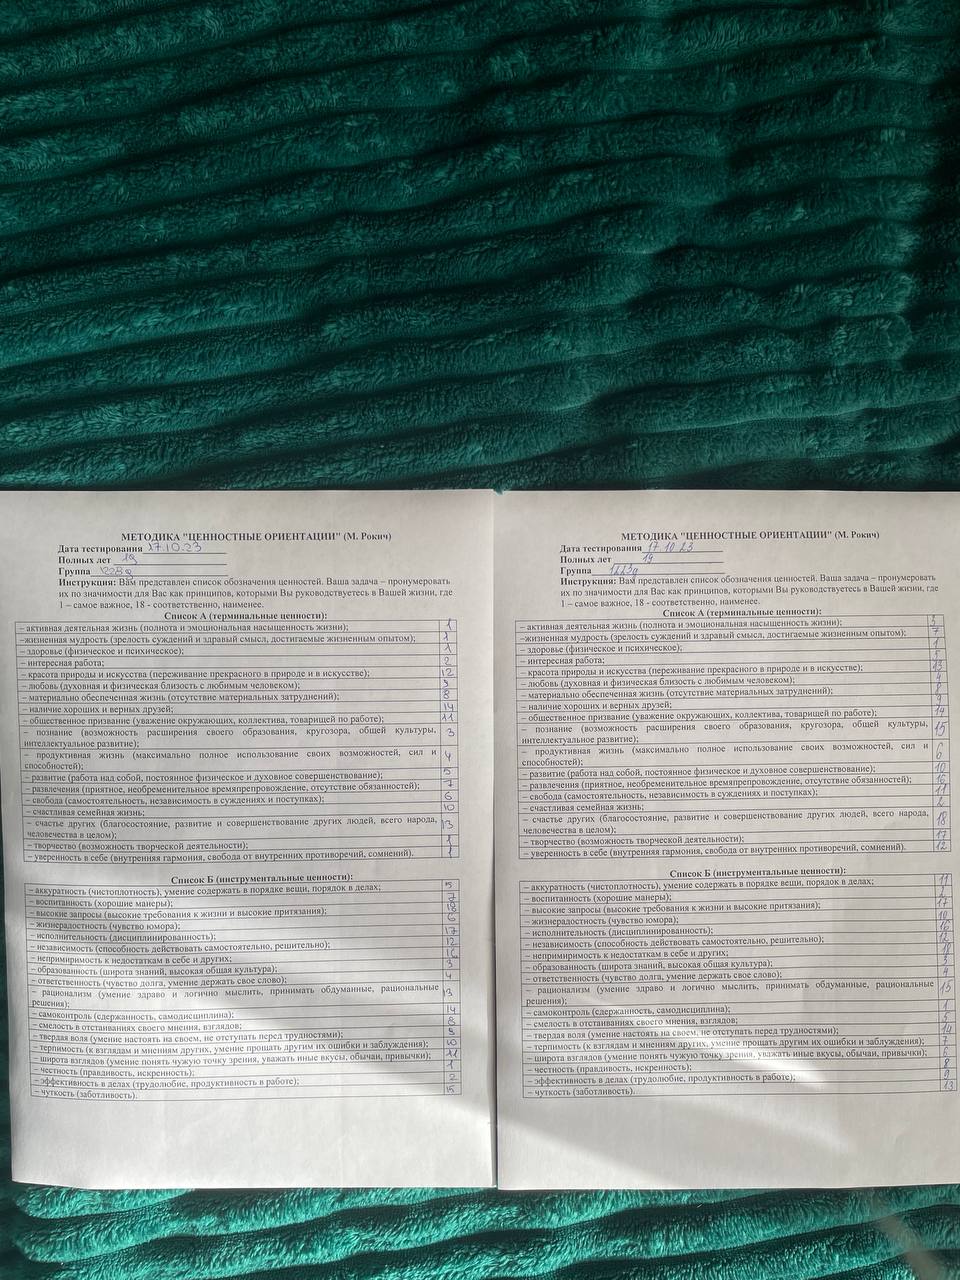 МЕТОДИКА "ЦЕННОСТНЫЕ ОРИЕНТАЦИИ" (М. Рокич)
Дата тестирования 17.10.23
Полных лет 19
Группа
Инструкция: Вам представлен список обозначения ценностей. Ваша задача – пронумеровать
их по значимости для Вас как принципов, которыми Вы руководствуетесь в Вашей жизни, где
1 – самое важное, 18 - соответственно, наименее.
Список А (терминальные ценности):
– активная деятельная жизнь (полнота и эмоциональная насыщенность жизни); 1
–жизненная мудрость (зрелость суждений и здравый смысл, достигаемые жизненным опытом); 1
– здоровье (физическое и психическое); 1
– интересная работа; 2
– красота природы и искусства (переживание прекрасного в природе и в искусстве); 12
– любовь (духовная и физическая близость с любимым человеком);
– материально обеспеченная жизнь (отсутствие материальных затруднений); 8
– наличие хороших и верных друзей; 14
– общественное призвание (уважение окружающих, коллектива, товарищей по работе); 11
– познание (возможность расширения своего образования, кругозора, общей культуры, 3
интеллектуальное развитие);
– продуктивная жизнь (максимально полное использование своих возможностей, сил и 4
способностей);
– развитие (работа над собой, постоянное физическое и духовное совершенствование); 5
– развлечения (приятное, необременительное времяпрепровождение, отсутствие обязанностей); 7
– свобода (самостоятельность, независимость в суждениях и поступках); 6
– счастливая семейная жизнь; 10
– счастье других (благосостояние, развитие и совершенствование других людей, всего народа, 13
человечества в целом);
– творчество (возможность творческой деятельности); 1
– уверенность в себе (внутренняя гармония, свобода от внутренних противоречий, сомнений). 1
Список Б (инструментальные ценности):
– аккуратность (чистоплотность), умение содержать в порядке вещи, порядок в делах; 5
– воспитанность (хорошие манеры); 7
– высокие запросы (высокие требования к жизни и высокие притязания); 18
– жизнерадостность (чувство юмора); 6
– исполнительность (дисциплинированность); 17
– независимость (способность действовать самостоятельно, решительно); 12
– непримиримость к недостаткам в себе и других; 16
– образованность (широта знаний, высокая общая культура); 3
– ответственность (чувство долга, умение держать свое слово); 4
– рационализм (умение здраво и логично мыслить, принимать обдуманные, рациональные 13
решения);
– самоконтроль (сдержанность, самодисциплина); 14
– смелость в отстаиваниях своего мнения, взглядов; 8
– твердая воля (умение настоять на своем, не отступать перед трудностями); 9
– терпимость (к взглядам и мнениям других, умение прощать другим их ошибки и заблуждения); 10
– широта взглядов (умение понять чужую точку зрения, уважать иные вкусы, обычаи, привычки); 11
– честность (правдивость, искренность); 1
– эффективность в делах (трудолюбие, продуктивность в работе); 2
– чуткость (заботливость). 15
МЕТОДИКА "ЦЕННОСТНЫЕ ОРИЕНТАЦИИ" (М. Рокич)
Дата тестирования 17.10.23
Полных лет 19
Группа
Инструкция: Вам представлен список обозначения ценностей. Ваша задача – пронумеровать
их по значимости для Вас как принципов, которыми Вы руководствуетесь в Вашей жизни, где
1 – самое важное, 18 - соответственно, наименее.
Список А (терминальные ценности):
– активная деятельная жизнь (полнота и эмоциональная насыщенность жизни); 3
–жизненная мудрость (зрелость суждений и здравый смысл, достигаемые жизненным опытом); 7
– здоровье (физическое и психическое); 1
– интересная работа; 5
– красота природы и искусства (переживание прекрасного в природе и в искусстве); 13
– любовь (духовная и физическая близость с любимым человеком); 4
– материально обеспеченная жизнь (отсутствие материальных затруднений); 8
– наличие хороших и верных друзей; 9
– общественное призвание (уважение окружающих, коллектива, товарищей по работе); 14
– познание (возможность расширения своего образования, кругозора, общей культуры, 15
интеллектуальное развитие);
– продуктивная жизнь (максимально полное использование своих возможностей, сил и 6
способностей);
– развитие (работа над собой, постоянное физическое и духовное совершенствование); 10
– развлечения (приятное, необременительное времяпрепровождение, отсутствие обязанностей); 16
– свобода (самостоятельность, независимость в суждениях и поступках); 11
– счастливая семейная жизнь; 2
– счастье других (благосостояние, развитие и совершенствование других людей, всего народа, 18
человечества в целом);
– творчество (возможность творческой деятельности); 17
– уверенность в себе (внутренняя гармония, свобода от внутренних противоречий, сомнений). 12
Список Б (инструментальные ценности):
– аккуратность (чистоплотность), умение содержать в порядке вещи, порядок в делах; 11
– воспитанность (хорошие манеры); 2
– высокие запросы (высокие требования к жизни и высокие притязания); 17
– жизнерадостность (чувство юмора); 10
– исполнительность (дисциплинированность); 16
– независимость (способность действовать самостоятельно, решительно); 12
– непримиримость к недостаткам в себе и других; 18
– образованность (широта знаний, высокая общая культура); 3
– ответственность (чувство долга, умение держать свое слово); 4
– рационализм (умение здраво и логично мыслить, принимать обдуманные, рациональные 15
решения);
– самоконтроль (сдержанность, самодисциплина); 1
– смелость в отстаиваниях своего мнения, взглядов; 5
– твердая воля (умение настоять на своем, не отступать перед трудностями); 14
– терпимость (к взглядам и мнениям других, умение прощать другим их ошибки и заблуждения); 7
– широта взглядов (умение понять чужую точку зрения, уважать иные вкусы, обычаи, привычки); 6
– честность (правдивость, искренность); 8
– эффективность в делах (трудолюбие, продуктивность в работе); 9
– чуткость (заботливость). 13